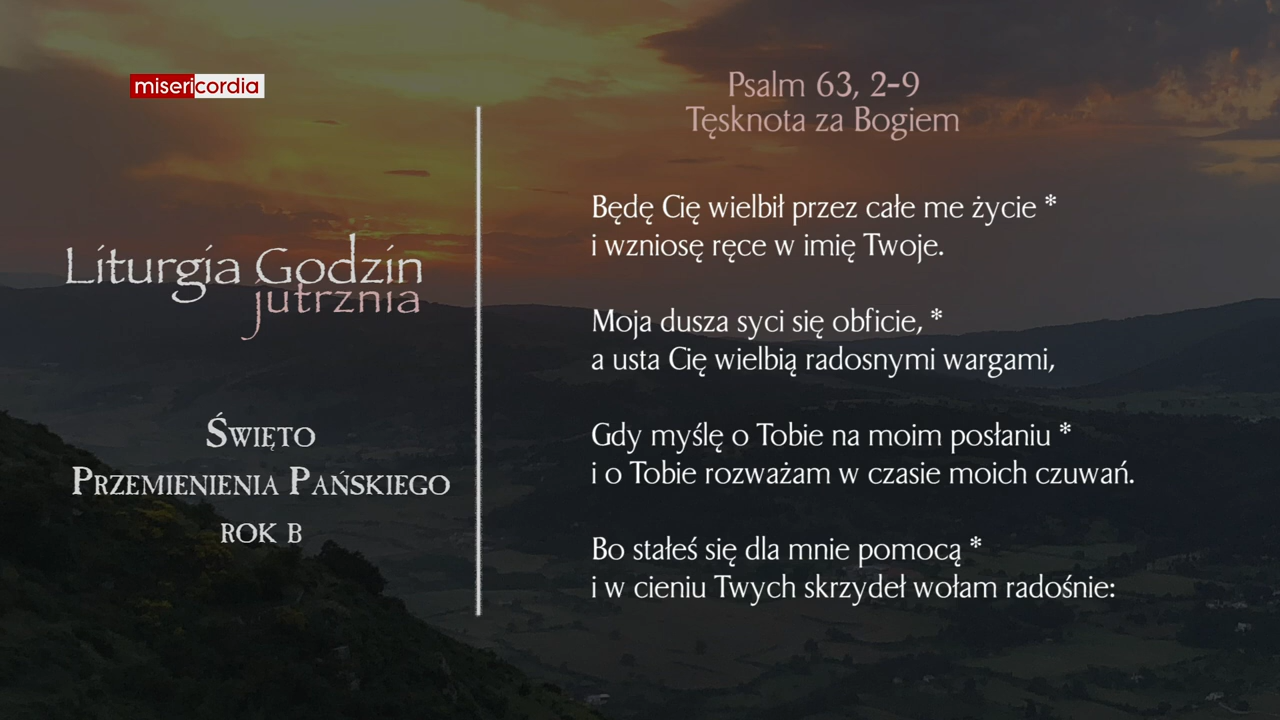 misericordia
Liturgia Godzin
jutrznia
Święto
Przemienienia Pańskiego
rok B
Psalm 63, 2-9
Tęsknota za Bogiem
Będę Cię wielbił przez całe me życie *
i wzniosę ręce w imię Twoje.
Moja dusza syci się obficie, *
a usta Cię wielbią radosnymi wargami,
Gdy myślę o Tobie na moim posłaniu *
i o Tobie rozważam w czasie moich czuwań.
Bo stałeś się dla mnie pomocą *
i w cieniu Twych skrzydeł wołam radośnie: